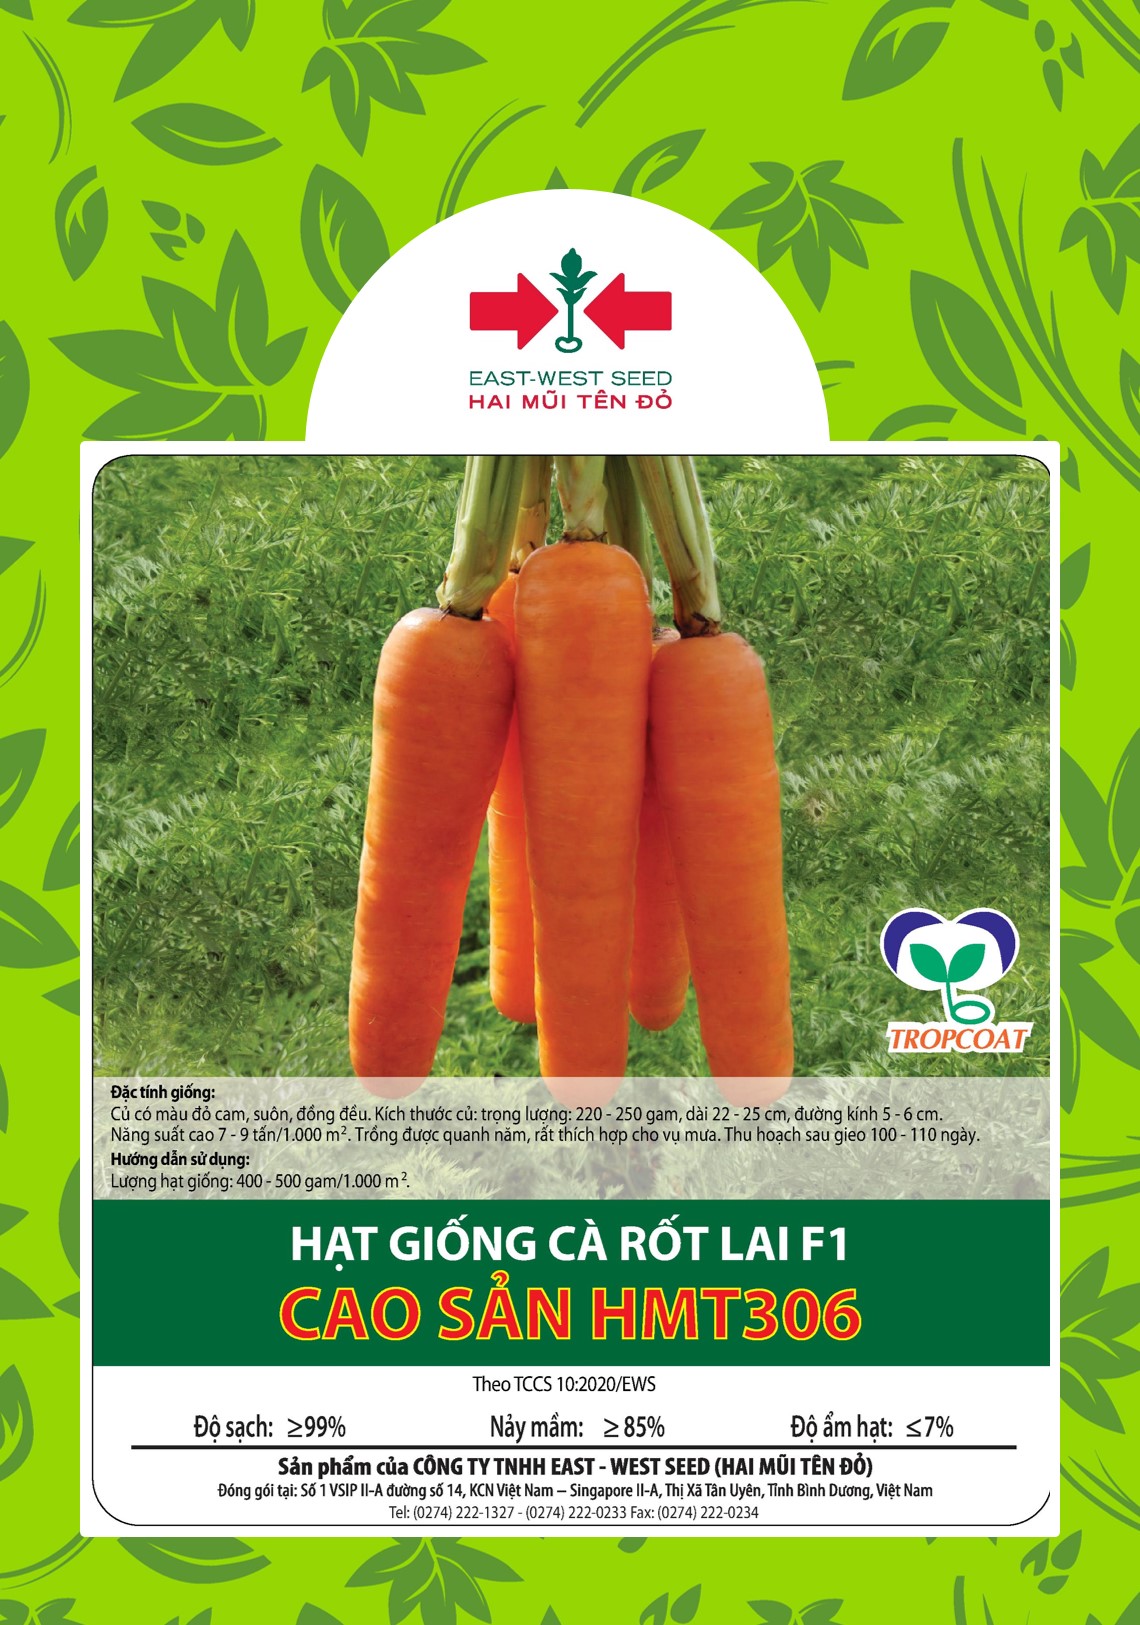 EAST-WEST SEED
HAI MŨI TÊN ĐỎ
TROPCOAT
Đặc tính giống:
Củ có màu đỏ cam, suôn, đồng đều. Kích thước củ: trọng lượng: 220 - 250 gam, dài 22 - 25 cm, đường kính 5 - 6 cm.
Năng suất cao 7 - 9 tấn/1.000 m². Trồng được quanh năm, rất thích hợp cho vụ mưa. Thu hoạch sau gieo 100 - 110 ngày.
Hướng dẫn sử dụng:
Lượng hạt giống: 400 - 500 gam/1.000 m².
HẠT GIỐNG CÀ RỐT LAI F1
CAO SẢN HMT306
Theo TCCS 10:2020/EWS
Độ sạch: ≥99% Nảy mầm: ≥ 85% Độ ẩm hạt: ≤7%
Sản phẩm của CÔNG TY TNHH EAST - WEST SEED (HAI MŨI TÊN ĐỎ)
Đóng gói tại: Số 1 VSIP II-A đường số 14, KCN Việt Nam – Singapore II-A, Thị Xã Tân Uyên, Tỉnh Bình Dương, Việt Nam
Tel: (0274) 222-1327 - (0274) 222-0233 Fax: (0274) 222-0234